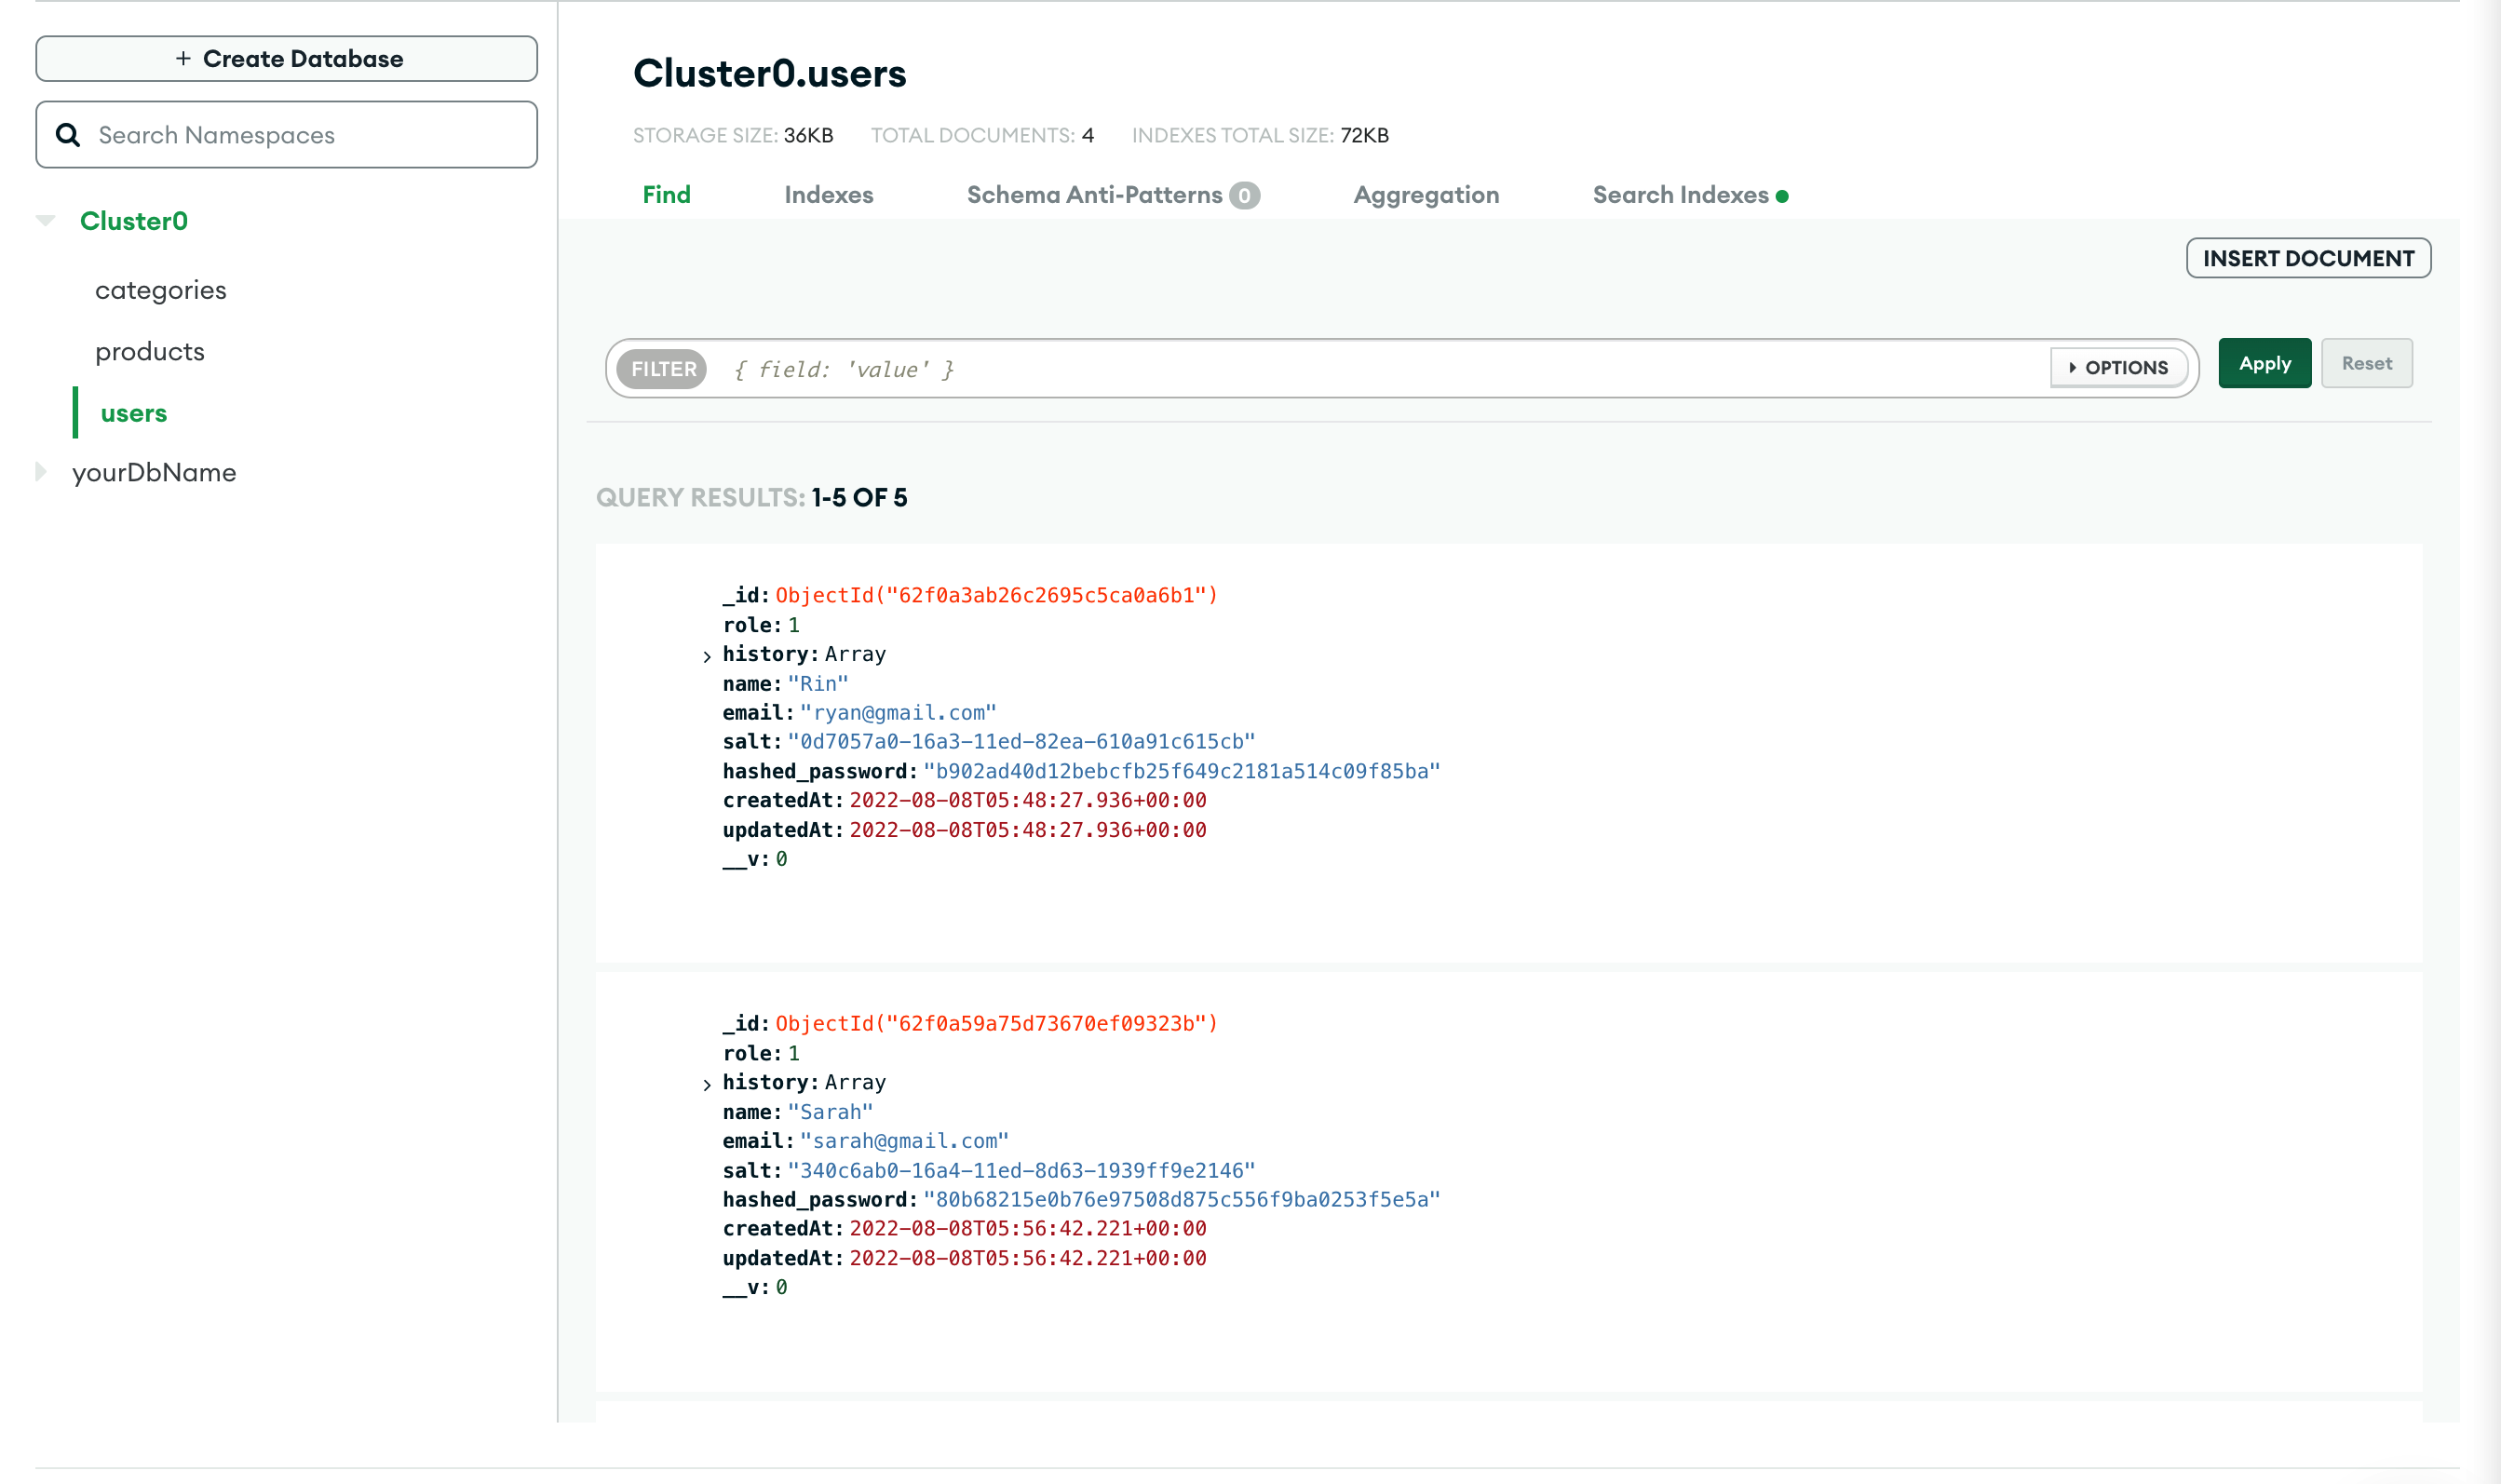 + Create Database
Search Namespaces
Cluster0
categories
products
users
yourDbName
Cluster0.users
STORAGE SIZE: 36KB TOTAL DOCUMENTS: 4 INDEXES TOTAL SIZE: 72KB
Find Indexes Schema Anti-Patterns 0 Aggregation Search Indexes
INSERT DOCUMENT
FILTER { field: 'value' } OPTIONS Apply Reset
QUERY RESULTS: 1-5 OF 5
_id: ObjectId("62f0a3ab26c2695c5ca0a6b1")
role: 1
history: Array
name: "Rin"
email: "ryan@gmail.com"
salt: "0d7057a0-16a3-11ed-82ea-610a91c615cb"
hashed_password: "b902ad40d12bebcfb25f649c2181a514c09f85ba"
createdAt: 2022-08-08T05:48:27.936+00:00
updatedAt: 2022-08-08T05:48:27.936+00:00
__v: 0
_id: ObjectId("62f0a59a75d73670ef09323b")
role: 1
history: Array
name: "Sarah"
email: "sarah@gmail.com"
salt: "340c6ab0-16a4-11ed-8d63-1939ff9e2146"
hashed_password: "80b68215e0b76e97508d875c556f9ba0253f5e5a"
createdAt: 2022-08-08T05:56:42.221+00:00
updatedAt: 2022-08-08T05:56:42.221+00:00
__v: 0